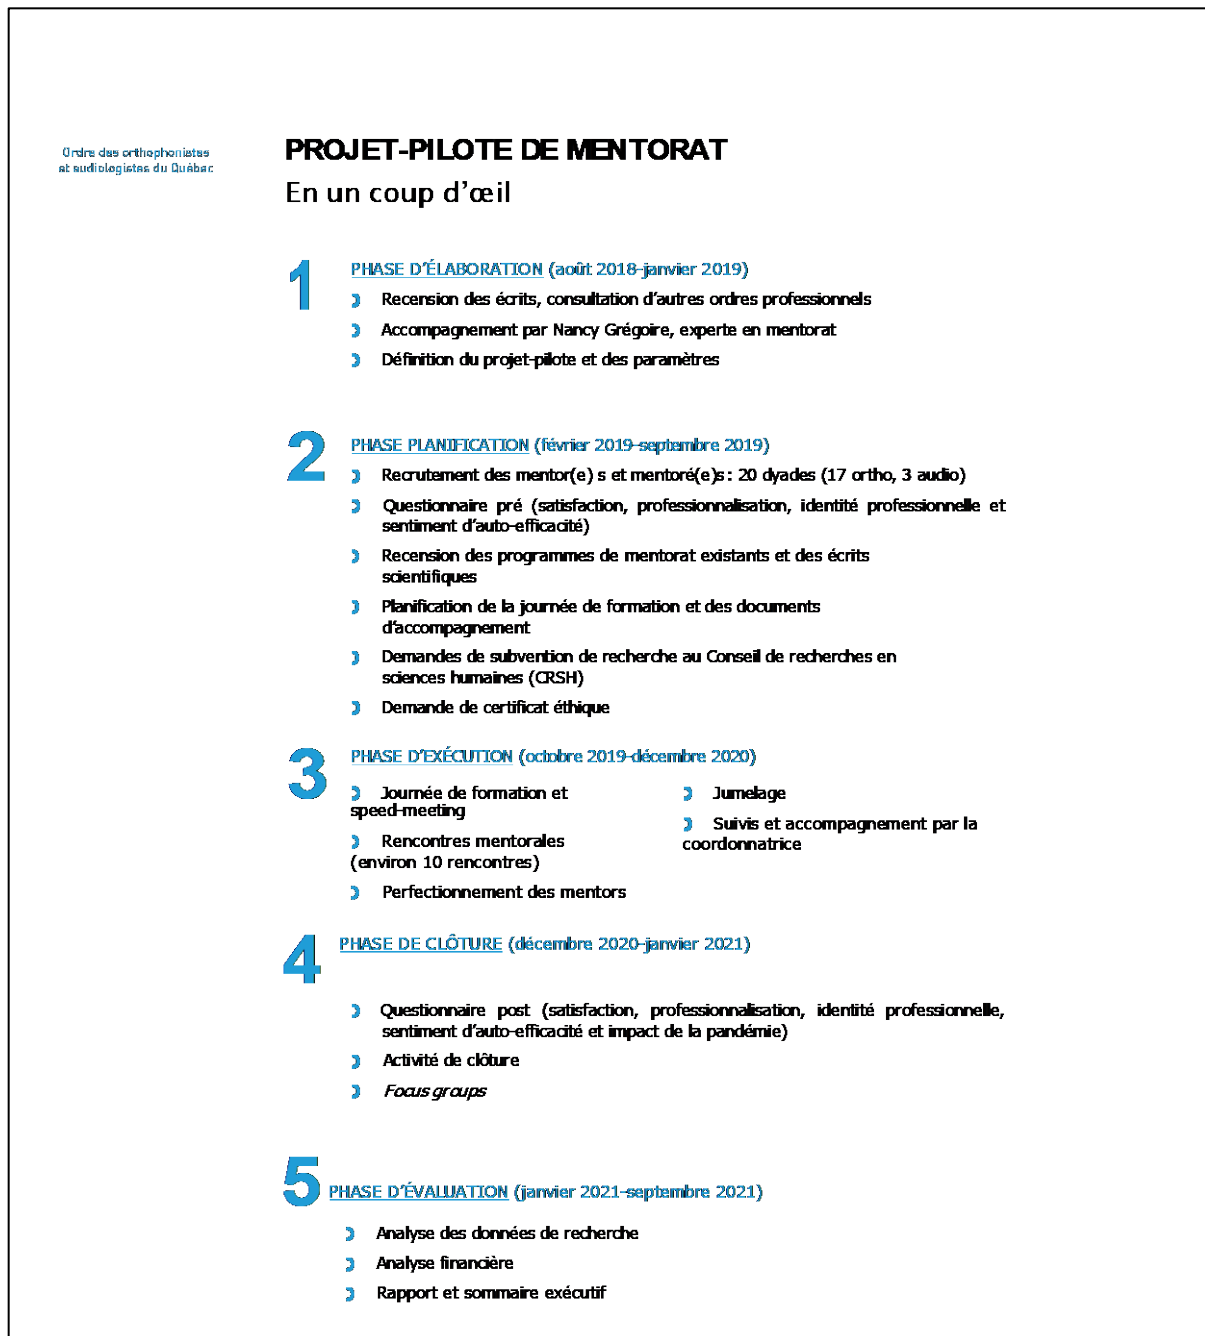 Ordre des orthophonistes
et audiologistes du Québec
PROJET-PILOTE DE MENTORAT
En un coup d'œil
1
PHASE D'ÉLABORATION (août 2018-janvier 2019)
Recension des écrits, consultation d'autres ordres professionnels
Accompagnement par Nancy Grégoire, experte en mentorat
Définition du projet-pilote et des paramètres
2
PHASE PLANIFICATION (février 2019-septembre 2019)
Recrutement des mentor(e) s et mentoré(e)s : 20 dyades (17 ortho, 3 audio)
Questionnaire pré (satisfaction, professionnalisation, identité professionnelle et
sentiment d'auto-efficacité)
Recension des programmes de mentorat existants et des écrits
scientifiques
Planification de la journée de formation et des documents
d'accompagnement
Demandes de subvention de recherche au Conseil de recherches en
sciences humaines (CRSH)
Demande de certificat éthique
3
PHASE D'EXÉCUTION (octobre 2019-décembre 2020)
Journée de formation et
speed-meeting
Rencontres mentorales
(environ 10 rencontres)
Perfectionnement des mentors
Jumelage
Suivis et accompagnement par la
coordonnatrice
4
PHASE DE CLÔTURE (décembre 2020-janvier 2021)
Questionnaire post (satisfaction, professionnalisation, identité professionnelle,
sentiment d'auto-efficacité et impact de la pandémie)
Activité de clôture
Focus groups
5
PHASE D'ÉVALUATION (janvier 2021-septembre 2021)
Analyse des données de recherche
Analyse financière
Rapport et sommaire exécutif